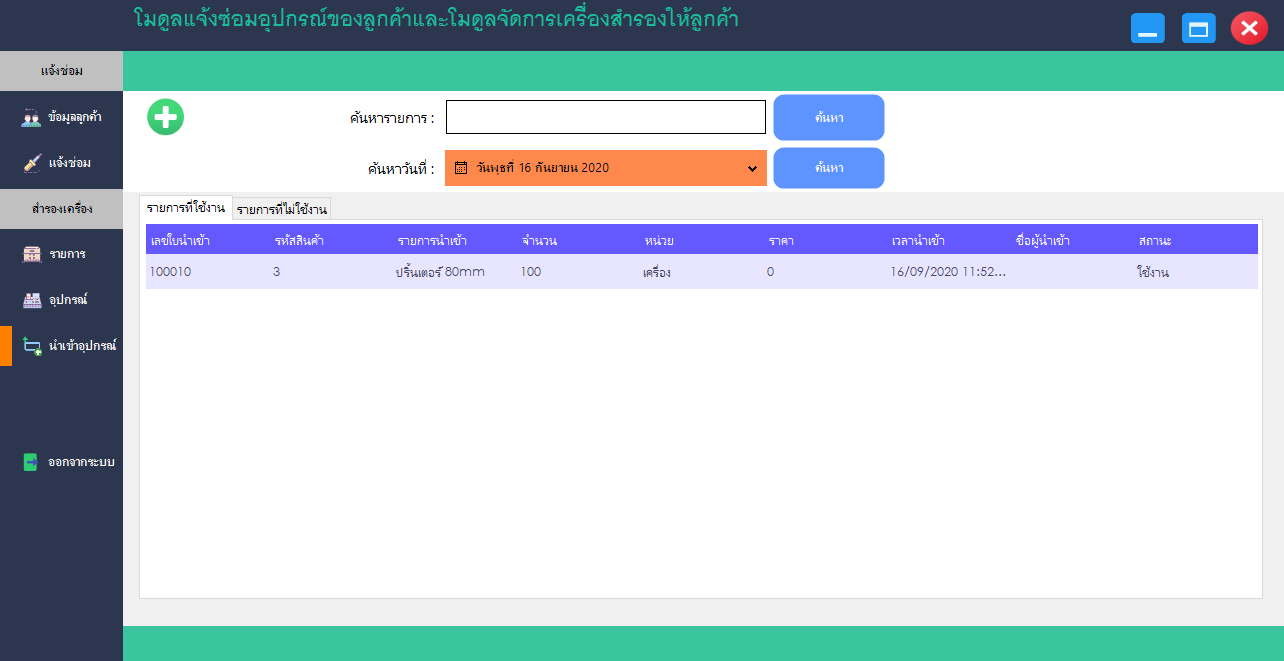 โมดูลแจ้งซ่อมอุปกรณ์ของลูกค้าและโมดูลจัดการเครื่องสำรองให้ลูกค้า
แจ้งซ่อม
ข้อมูลลูกค้า
แจ้งซ่อม
สำรองเครื่อง
รายการ
อุปกรณ์
นำเข้าอุปกรณ์
ออกจากระบบ
ค้นหารายการ : ค้นหา
ค้นหาวันที่ : วันพุธที่ 16 กันยายน 2020 ค้นหา
รายการที่ใช้งาน รายการที่ไม่ใช้งาน
เลขใบนำเข้า รหัสสินค้า รายการนำเข้า จำนวน หน่วย ราคา เวลานำเข้า ชื่อผู้นำเข้า สถานะ
100010 3 ปริ้นเตอร์ 80mm 100 เครื่อง 0 16/09/2020 11:52... ใช้งาน